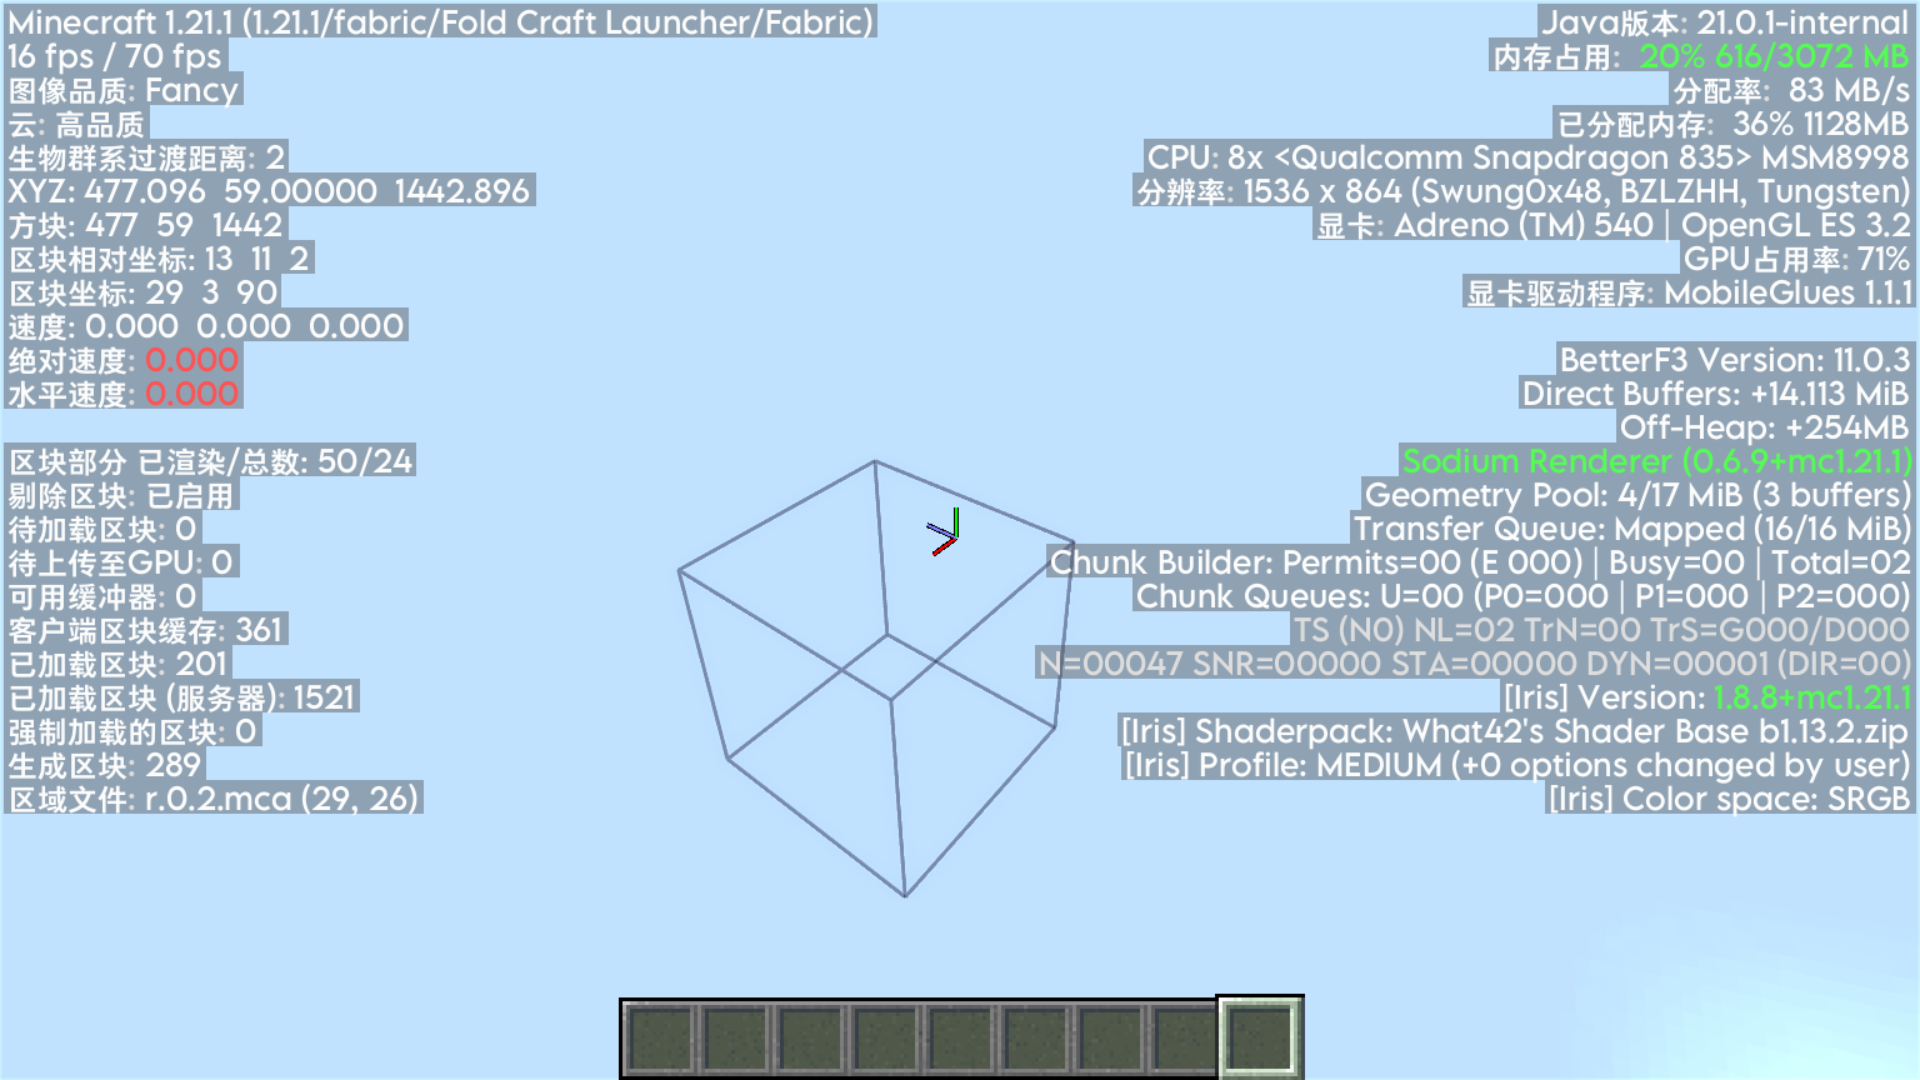 Minecraft 1.21.1 (1.21.1/fabric/Fold Craft Launcher/Fabric)
16 fps / 70 fps
图像品质: Fancy
云: 高品质
生物群系过渡距离: 2
XYZ: 477.096 59.00000 1442.896
方块: 477 59 1442
区块相对坐标: 13 11 2
区块坐标: 29 3 90
速度: 0.000 0.000 0.000
绝对速度: 0.000
水平速度: 0.000
区块部分 已渲染/总数: 50/24
剔除区块: 已启用
待加载区块: 0
待上传至GPU: 0
可用缓冲器: 0
客户端区块缓存: 361
已加载区块: 201
已加载区块 (服务器): 1521
强制加载的区块: 0
生成区块: 289
区域文件: r.0.2.mca (29, 26)
Java版本: 21.0.1-internal
内存占用: 20% 616/3072 MB
分配率: 83 MB/s
已分配内存: 36% 1128MB
CPU: 8x <Qualcomm Snapdragon 835> MSM8998
分辨率: 1536 x 864 (Swung0x48, BZLZHH, Tungsten)
显卡: Adreno (TM) 540 | OpenGL ES 3.2
GPU占用率: 71%
显卡驱动程序: MobileGlues 1.1.1
BetterF3 Version: 11.0.3
Direct Buffers: +14.113 MiB
Off-Heap: +254MB
Sodium Renderer (0.6.9+mc1.21.1)
Geometry Pool: 4/17 MiB (3 buffers)
Transfer Queue: Mapped (16/16 MiB)
Chunk Builder: Permits=00 (E 000) | Busy=00 | Total=02
Chunk Queues: U=00 (P0=000 | P1=000 | P2=000)
TS (N0) NL=02 TrN=00 TrS=G000/D000
N=00047 SNR=00000 STA=00000 DYN=00001 (DIR=00)
[Iris] Version: 1.8.8+mc1.21.1
[Iris] Shaderpack: What42's Shader Base b1.13.2.zip
[Iris] Profile: MEDIUM (+0 options changed by user)
[Iris] Color space: SRGB